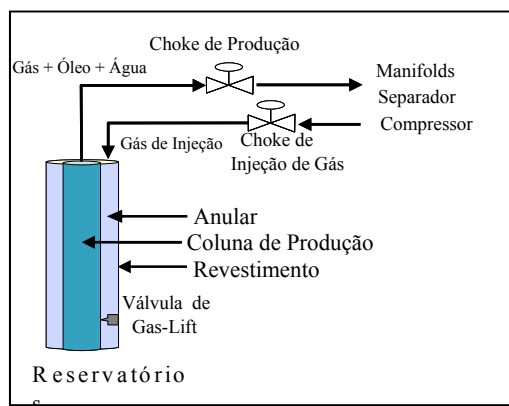 Choke de Produção
Gás + Óleo + Água
Manifolds
Separador
Compressor
Gás de Injeção
Choke de
Injeção de Gás
Anular
Coluna de Produção
Revestimento
Válvula de
Gas-Lift
Reservatório
s